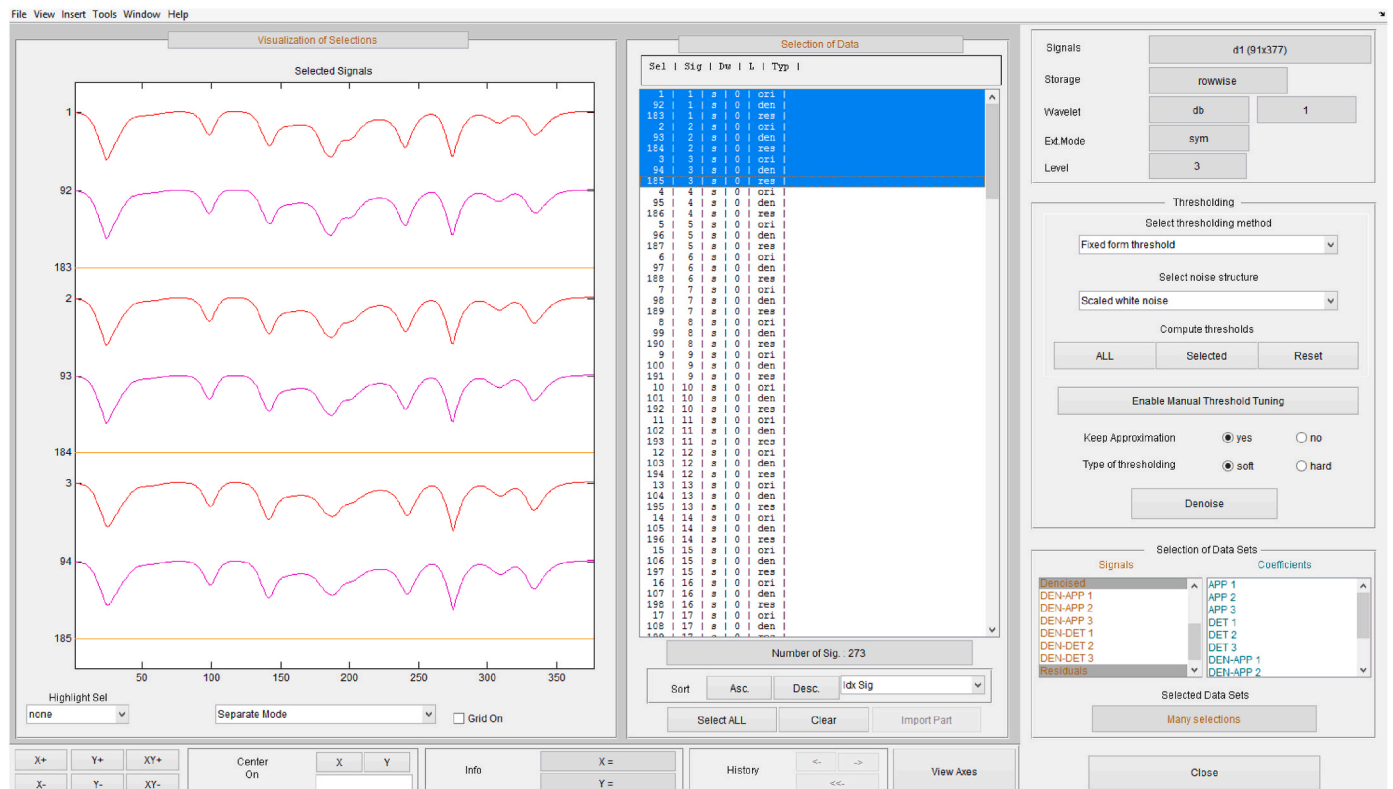 File View Insert Tools Window Help
Visualization of Selections
Selected Signals
1
92
183
2
93
184
3
94
185
50 100 150 200 250 300 350
Highlight Sel
none
Separate Mode
Grid On
Selection of Data
Sel | Sig | Dw | L | Typ |
1 | 1 | s | 0 | ori |
92 | 1 | s | 0 | den |
183 | 1 | s | 0 | res |
2 | 2 | s | 0 | ori |
93 | 2 | s | 0 | den |
184 | 2 | s | 0 | res |
3 | 3 | s | 0 | ori |
94 | 3 | s | 0 | den |
185 | 3 | s | 0 | res |
4 | 4 | s | 0 | ori |
95 | 4 | s | 0 | den |
186 | 4 | s | 0 | res |
5 | 5 | s | 0 | ori |
96 | 5 | s | 0 | den |
187 | 5 | s | 0 | res |
6 | 6 | s | 0 | ori |
97 | 6 | s | 0 | den |
188 | 6 | s | 0 | res |
7 | 7 | s | 0 | ori |
98 | 7 | s | 0 | den |
189 | 7 | s | 0 | res |
8 | 8 | s | 0 | ori |
99 | 8 | s | 0 | den |
190 | 8 | s | 0 | res |
9 | 9 | s | 0 | ori |
100 | 9 | s | 0 | den |
191 | 9 | s | 0 | res |
10 | 10 | s | 0 | ori |
101 | 10 | s | 0 | den |
192 | 10 | s | 0 | res |
11 | 11 | s | 0 | ori |
102 | 11 | s | 0 | den |
193 | 11 | s | 0 | res |
12 | 12 | s | 0 | ori |
103 | 12 | s | 0 | den |
194 | 12 | s | 0 | res |
13 | 13 | s | 0 | ori |
104 | 13 | s | 0 | den |
195 | 13 | s | 0 | res |
14 | 14 | s | 0 | ori |
105 | 14 | s | 0 | den |
196 | 14 | s | 0 | res |
15 | 15 | s | 0 | ori |
106 | 15 | s | 0 | den |
197 | 15 | s | 0 | res |
16 | 16 | s | 0 | ori |
107 | 16 | s | 0 | den |
198 | 16 | s | 0 | res |
17 | 17 | s | 0 | ori |
108 | 17 | s | 0 | den |
Number of Sig. : 273
Sort Asc. Desc. Idx Sig
Select ALL Clear Import Part
Signals d1 (91x377)
Storage rowwise
Wavelet db 1
Ext.Mode sym
Level 3
Thresholding
Select thresholding method
Fixed form threshold
Select noise structure
Scaled white noise
Compute thresholds
ALL Selected Reset
Enable Manual Threshold Tuning
Keep Approximation yes no
Type of thresholding soft hard
Denoise
Selection of Data Sets
Signals Coefficients
Denoised
DEN-APP 1
DEN-APP 2
DEN-APP 3
DEN-DET 1
DEN-DET 2
DEN-DET 3
Residuals
APP 1
APP 2
APP 3
DET 1
DET 2
DET 3
DEN-APP 1
DEN-APP 2
Selected Data Sets
Many selections
Close
X+ Y+ XY+
X- Y- XY-
Center On X Y
Info X =
Y =
History <- ->
<<-
View Axes